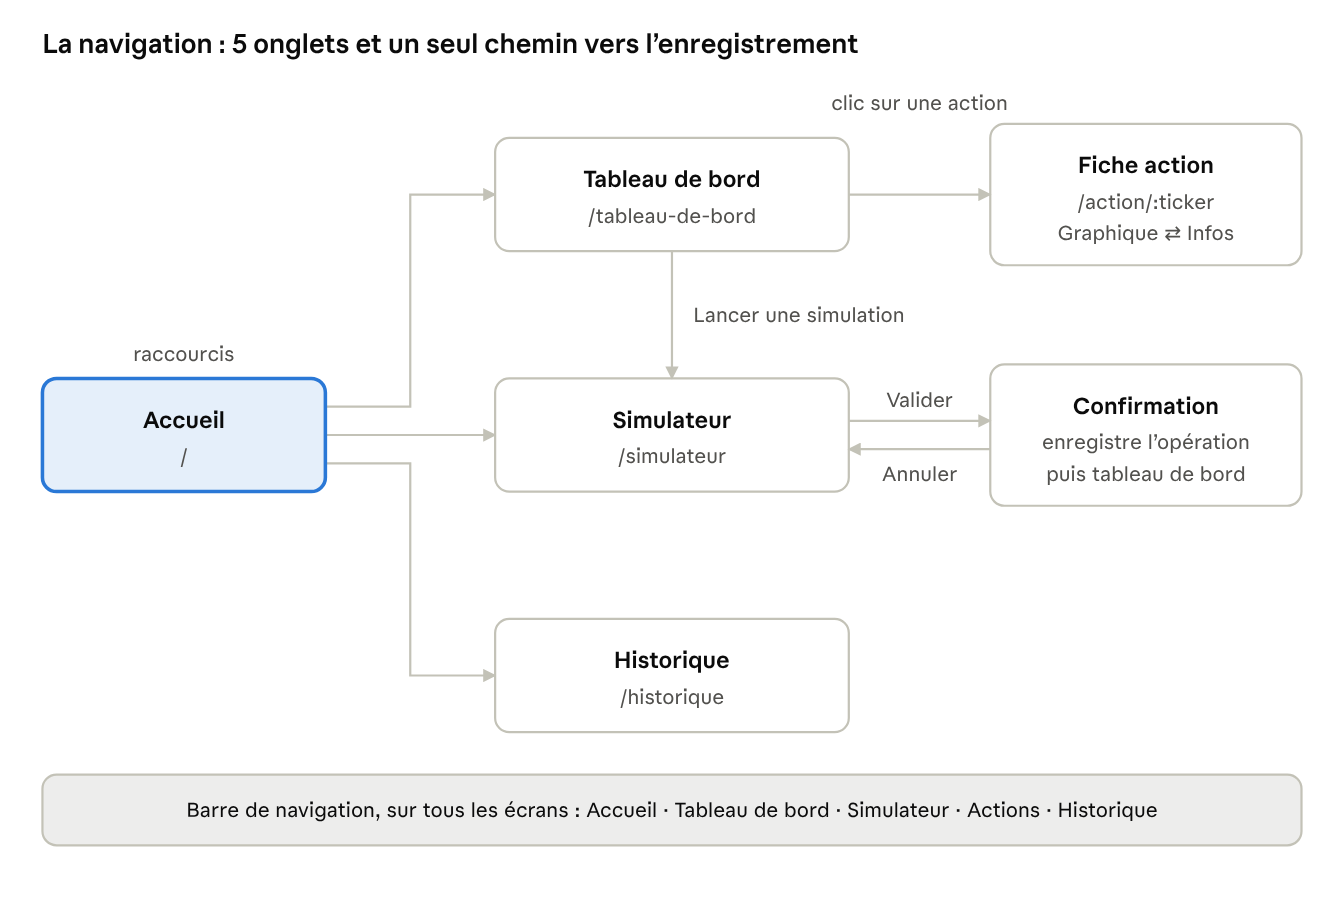 La navigation : 5 onglets et un seul chemin vers l’enregistrement
clic sur une action
Tableau de bord
/tableau-de-bord
Fiche action
/action/:ticker
Graphique ⇄ Infos
Lancer une simulation
raccourcis
Accueil
/
Simulateur
/simulateur
Valider
Annuler
Confirmation
enregistre l’opération
puis tableau de bord
Historique
/historique
Barre de navigation, sur tous les écrans : Accueil · Tableau de bord · Simulateur · Actions · Historique